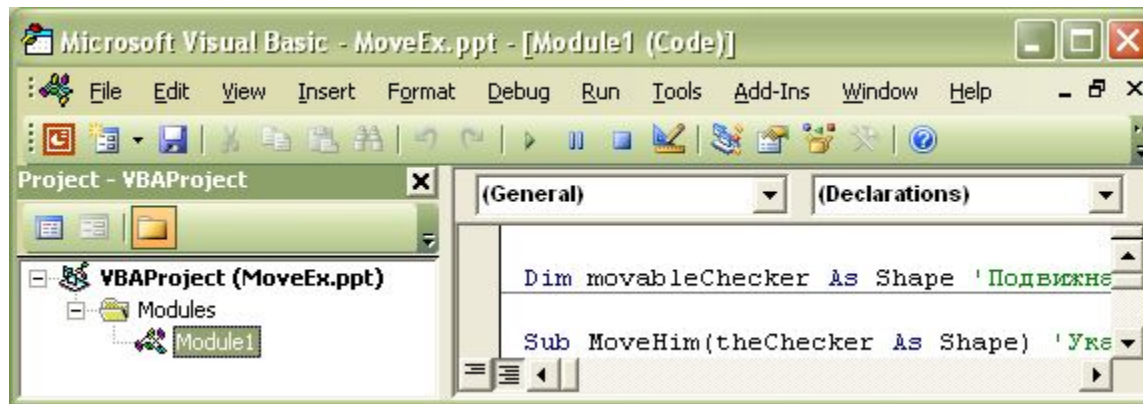 Microsoft Visual Basic - MoveEx.ppt - [Module1 (Code)]
File Edit View Insert Format Debug Run Tools Add-Ins Window Help
Project - VBAProject
(General) (Declarations)
VBAProject (MoveEx.ppt)
Modules
Module1
Dim movableChecker As Shape 'Подвижна
Sub MoveHim(theChecker As Shape) 'Ука